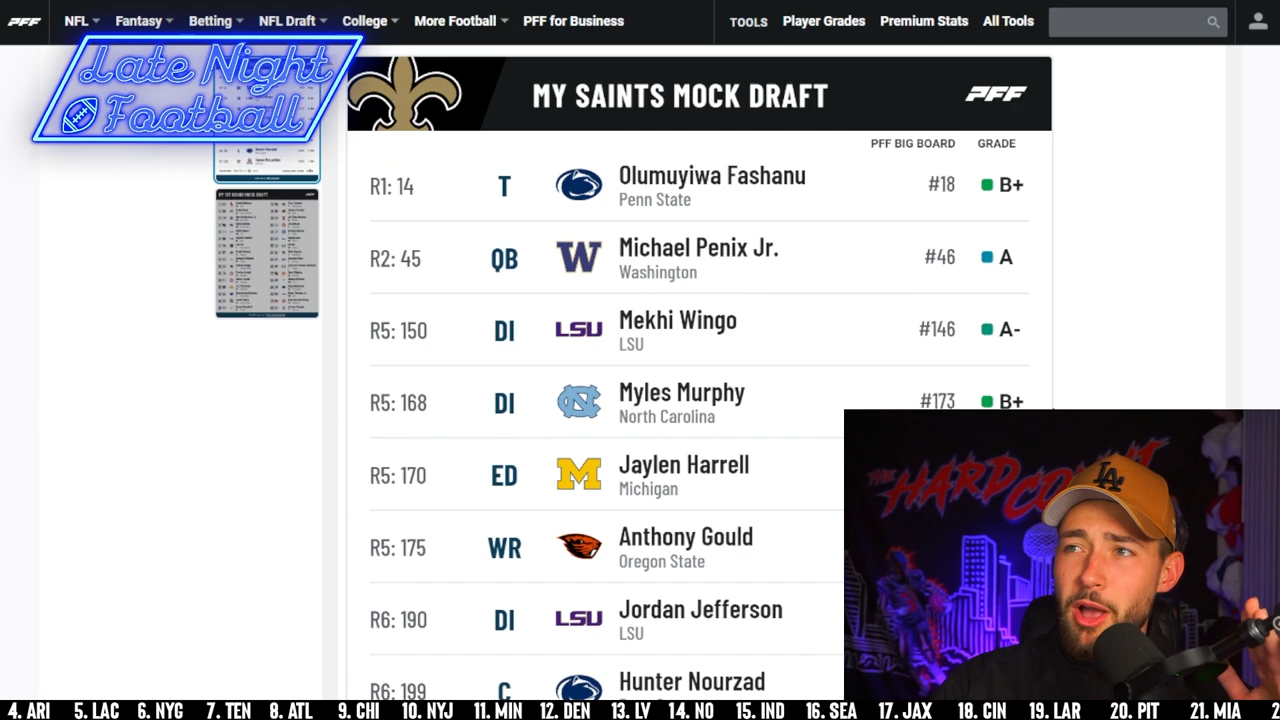 PFF NFL Fantasy Betting NFL Draft College More Football PFF for Business TOOLS Player Grades Premium Stats All Tools
Late Night
Football
MY SAINTS MOCK DRAFT PFF
PFF BIG BOARD GRADE
R1: 14 T Olumuyiwa Fashanu #18 B+
Penn State
R2: 45 QB W Michael Penix Jr. #46 A
Washington
R5: 150 DI LSU Mekhi Wingo #146 A-
LSU
R5: 168 DI NC Myles Murphy #173 B+
North Carolina
R5: 170 ED M Jaylen Harrell
Michigan
R5: 175 WR Anthony Gould
Oregon State
R6: 190 DI LSU Jordan Jefferson
LSU
R6: 199 C Hunter Nourzad
THE HARD COUNT
LA
4. ARI 5. LAC 6. NYG 7. TEN 8. ATL 9. CHI 10. NYJ 11. MIN 12. DEN 13. LV 14. NO 15. IND 16. SEA 17. JAX 18. CIN 19. LAR 20. PIT 21. MIA